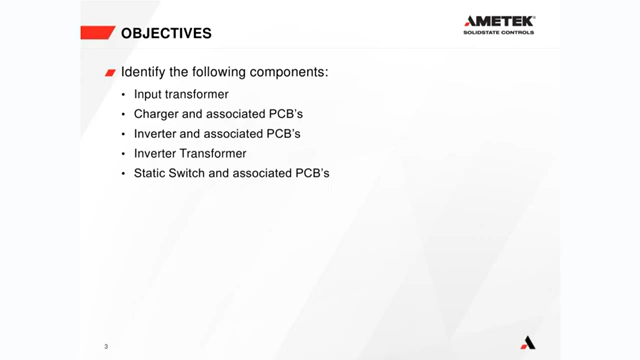 OBJECTIVES
AMETEK
SOLIDSTATE CONTROLS
Identify the following components:
• Input transformer
• Charger and associated PCB's
• Inverter and associated PCB's
• Inverter Transformer
• Static Switch and associated PCB's
3